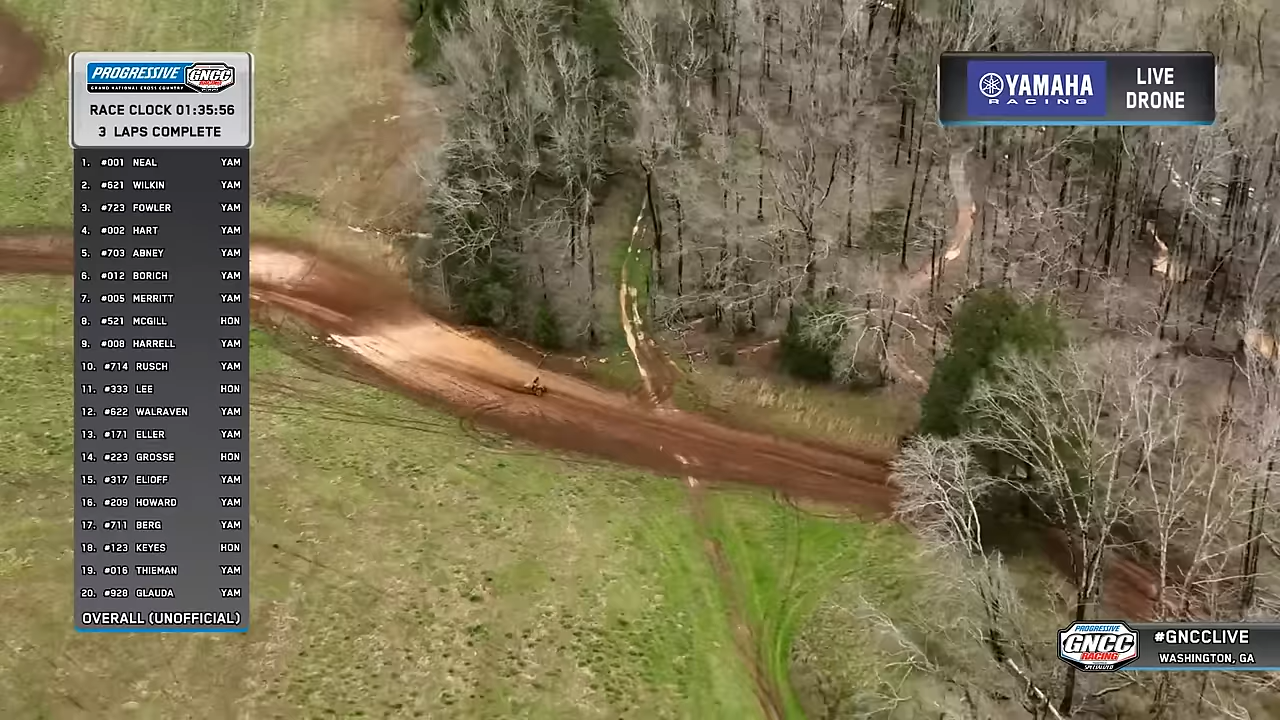 PROGRESSIVE GNCC RACING
GRAND NATIONAL CROSS COUNTRY
RACE CLOCK 01:35:56
3 LAPS COMPLETE
1. #001 NEAL YAM
2. #621 WILKIN YAM
3. #723 FOWLER YAM
4. #002 HART YAM
5. #703 ABNEY YAM
6. #012 BORICH YAM
7. #005 MERRITT YAM
8. #521 MCGILL HON
9. #008 HARRELL YAM
10. #714 RUSCH YAM
11. #333 LEE HON
12. #622 WALRAVEN YAM
13. #171 ELLER YAM
14. #223 GROSSE HON
15. #317 ELIOFF YAM
16. #209 HOWARD YAM
17. #711 BERG YAM
18. #123 KEYES HON
19. #016 THIEMAN YAM
20. #928 GLAUDA YAM
OVERALL (UNOFFICIAL)
YAMAHA
RACING
LIVE
DRONE
PROGRESSIVE
GNCC
RACING
SPECIALIZED
#GNCCLIVE
WASHINGTON, GA